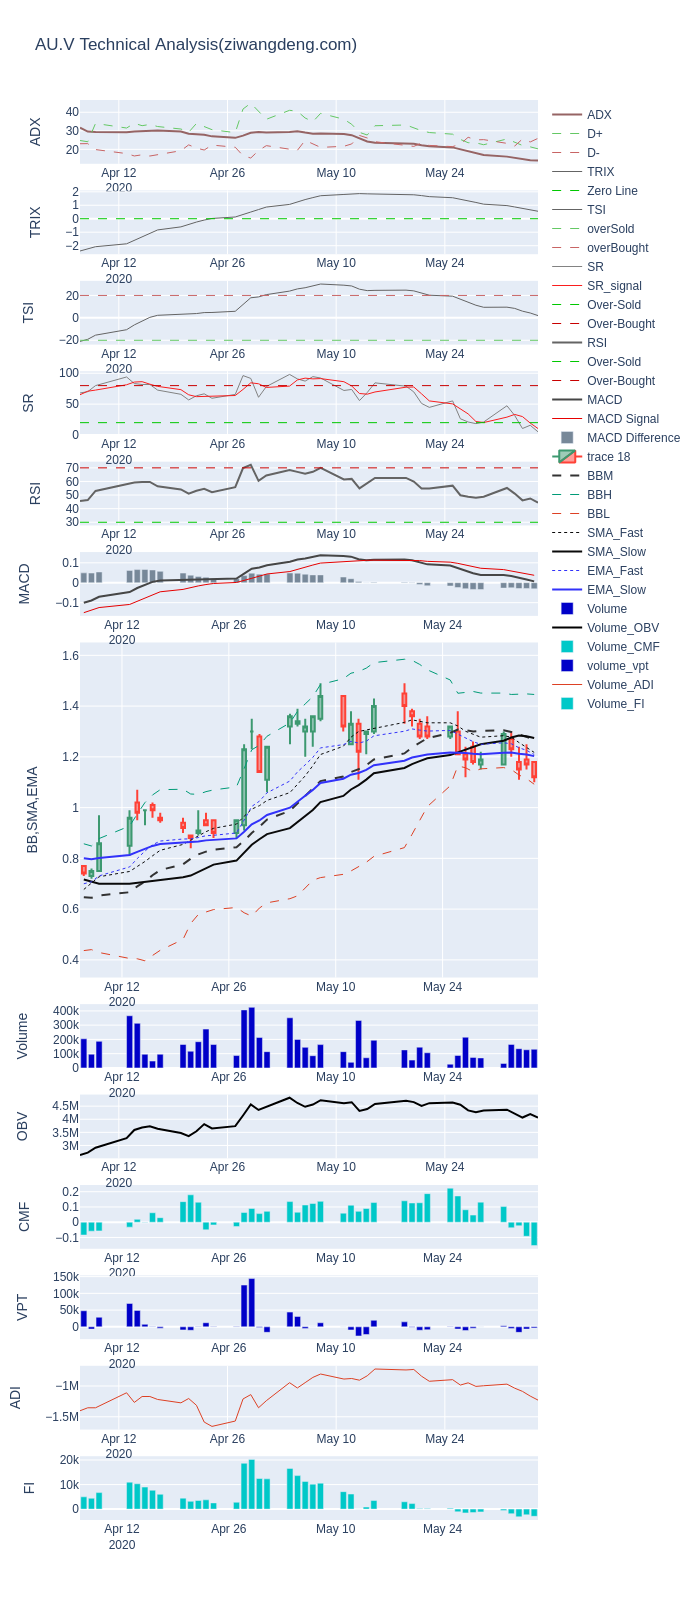 AU.V Technical Analysis(ziwangdeng.com)
ADX
40
30
20
Apr 12
2020
Apr 26
May 10
May 24
TRIX
2
1
0
−1
−2
Apr 12
2020
Apr 26
May 10
May 24
TSI
20
0
−20
Apr 12
2020
Apr 26
May 10
May 24
SR
100
50
0
Apr 12
2020
Apr 26
May 10
May 24
RSI
70
60
50
40
30
Apr 12
2020
Apr 26
May 10
May 24
MACD
0.1
0
−0.1
Apr 12
2020
Apr 26
May 10
May 24
BB,SMA,EMA
1.6
1.4
1.2
1
0.8
0.6
0.4
Apr 12
2020
Apr 26
May 10
May 24
Volume
400k
300k
200k
100k
0
Apr 12
2020
Apr 26
May 10
May 24
OBV
4.5M
4M
3.5M
3M
Apr 12
2020
Apr 26
May 10
May 24
CMF
0.2
0.1
0
−0.1
Apr 12
2020
Apr 26
May 10
May 24
VPT
150k
100k
50k
0
Apr 12
2020
Apr 26
May 10
May 24
ADI
−1M
−1.5M
Apr 12
2020
Apr 26
May 10
May 24
FI
20k
10k
0
Apr 12
2020
Apr 26
May 10
May 24
ADX
D+
D-
TRIX
Zero Line
TSI
overSold
overBought
SR
SR_signal
Over-Sold
Over-Bought
RSI
Over-Sold
Over-Bought
MACD
MACD Signal
MACD Difference
trace 18
BBM
BBH
BBL
SMA_Fast
SMA_Slow
EMA_Fast
EMA_Slow
Volume
Volume_OBV
Volume_CMF
volume_vpt
Volume_ADI
Volume_FI